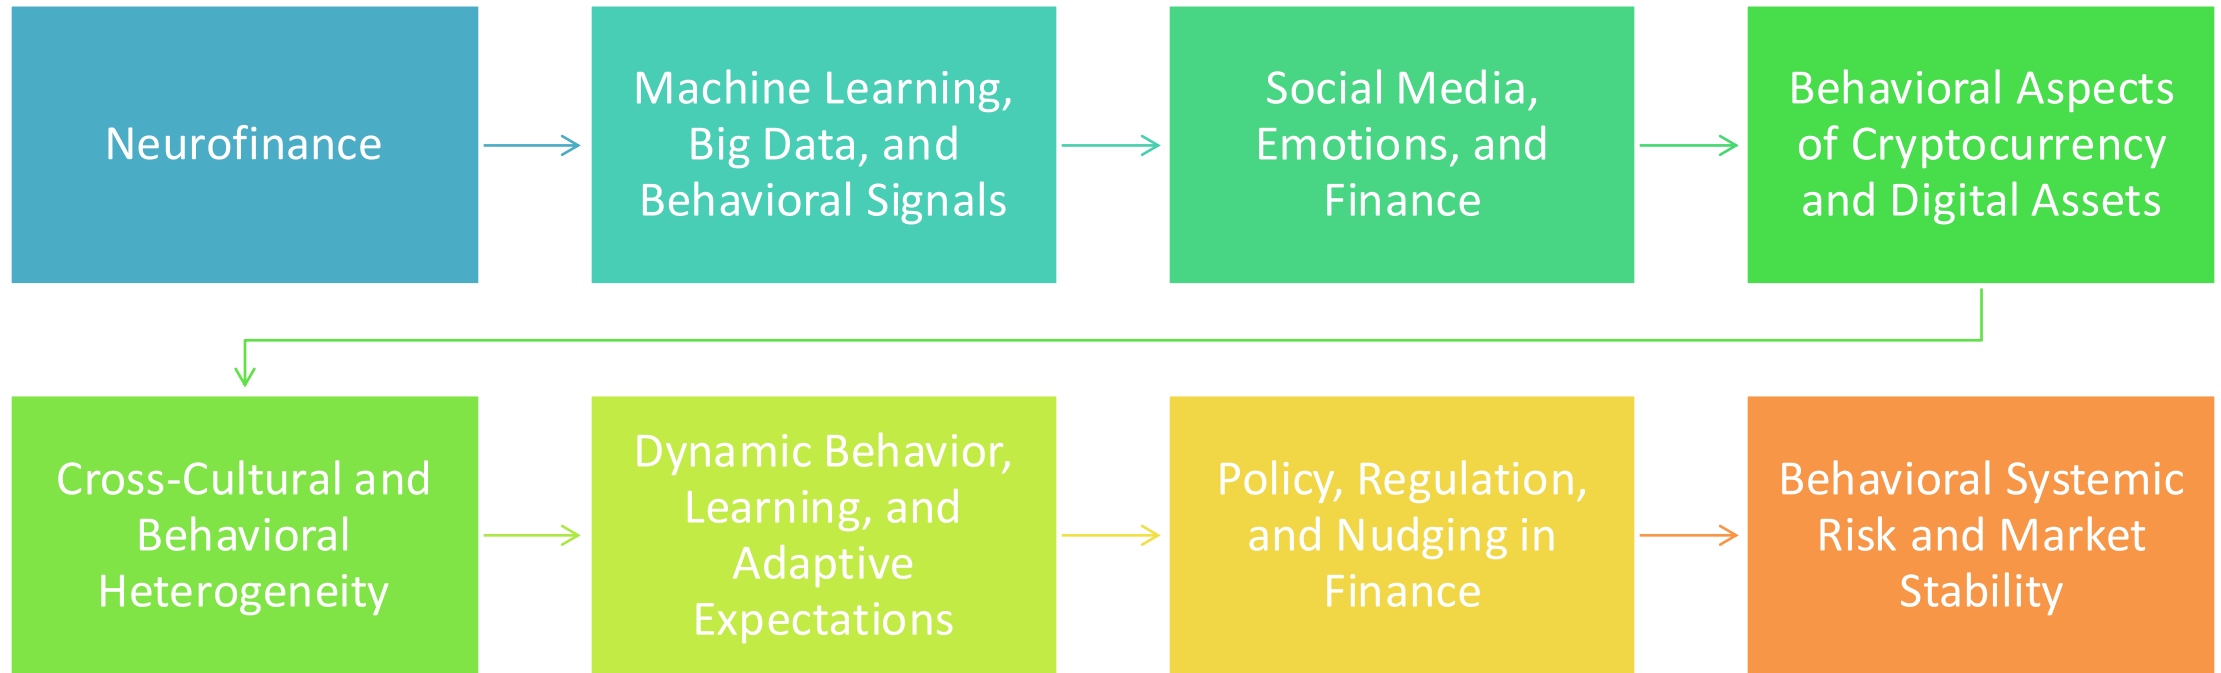 Neurofinance
Machine Learning,
Big Data, and
Behavioral Signals
Social Media,
Emotions, and
Finance
Behavioral Aspects
of Cryptocurrency
and Digital Assets
Cross-Cultural and
Behavioral
Heterogeneity
Dynamic Behavior,
Learning, and
Adaptive
Expectations
Policy, Regulation,
and Nudging in
Finance
Behavioral Systemic
Risk and Market
Stability